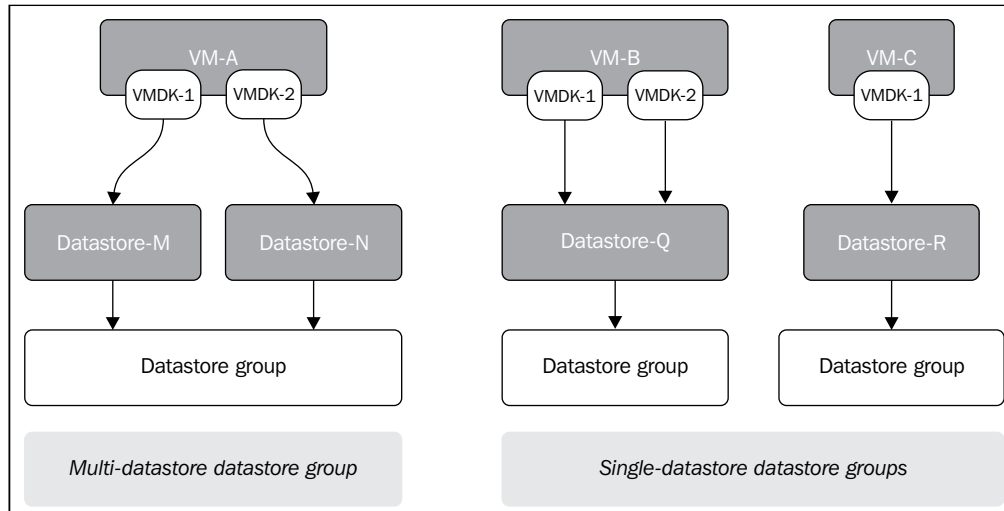 VM-A
VMDK-1
VMDK-2
VM-B
VMDK-1
VMDK-2
VM-C
VMDK-1
Datastore-M
Datastore-N
Datastore-Q
Datastore-R
Datastore group
Datastore group
Datastore group
Multi-datastore datastore group
Single-datastore datastore groups